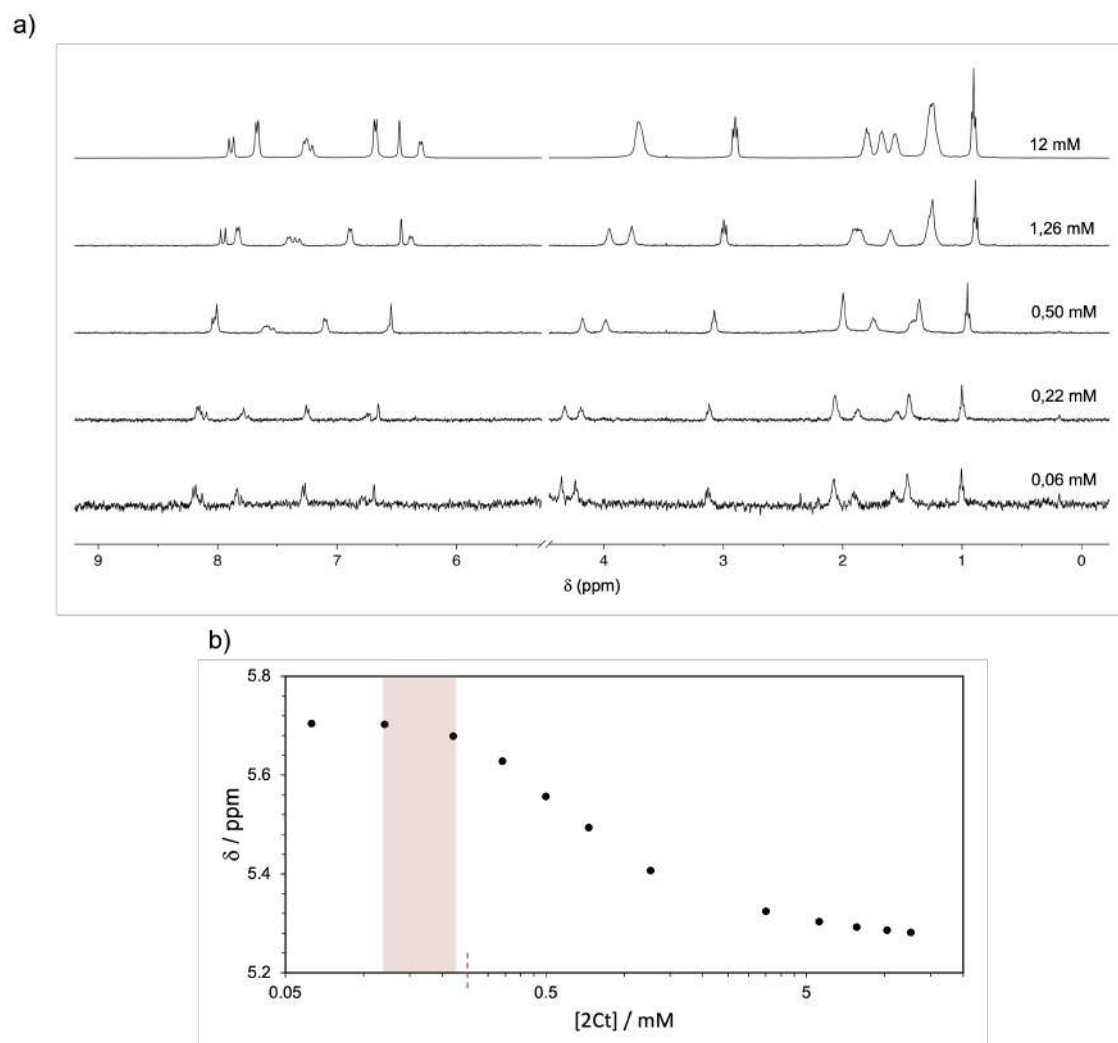 a)
12 mM
1,26 mM
0,50 mM
0,22 mM
0,06 mM
9 8 7 6 4 3 2 1 0
δ (ppm)
b)
5.8
5.6
5.4
5.2
δ / ppm
0.05 0.5 5
[2Ct] / mM